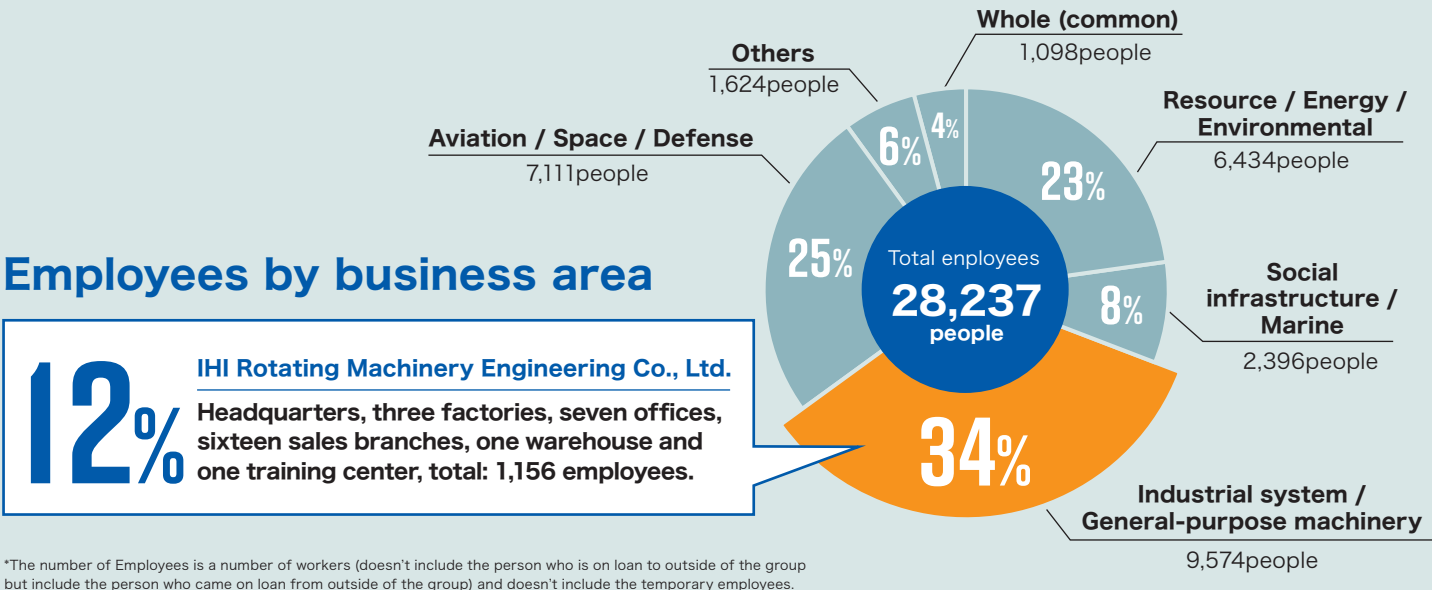 Whole (common)
1,098people
Others
1,624people
Resource / Energy /
Environmental
6,434people
Aviation / Space / Defense
7,111people
4%
6%
23%
25%
8%
34%
Total enployees
28,237
people
Social
infrastructure /
Marine
2,396people
Employees by business area
12%
IHI Rotating Machinery Engineering Co., Ltd.
Headquarters, three factories, seven offices,
sixteen sales branches, one warehouse and
one training center, total: 1,156 employees.
Industrial system /
General-purpose machinery
9,574people
*The number of Employees is a number of workers (doesn't include the person who is on loan to outside of the group
but include the person who came on loan from outside of the group) and doesn't include the temporary employees.